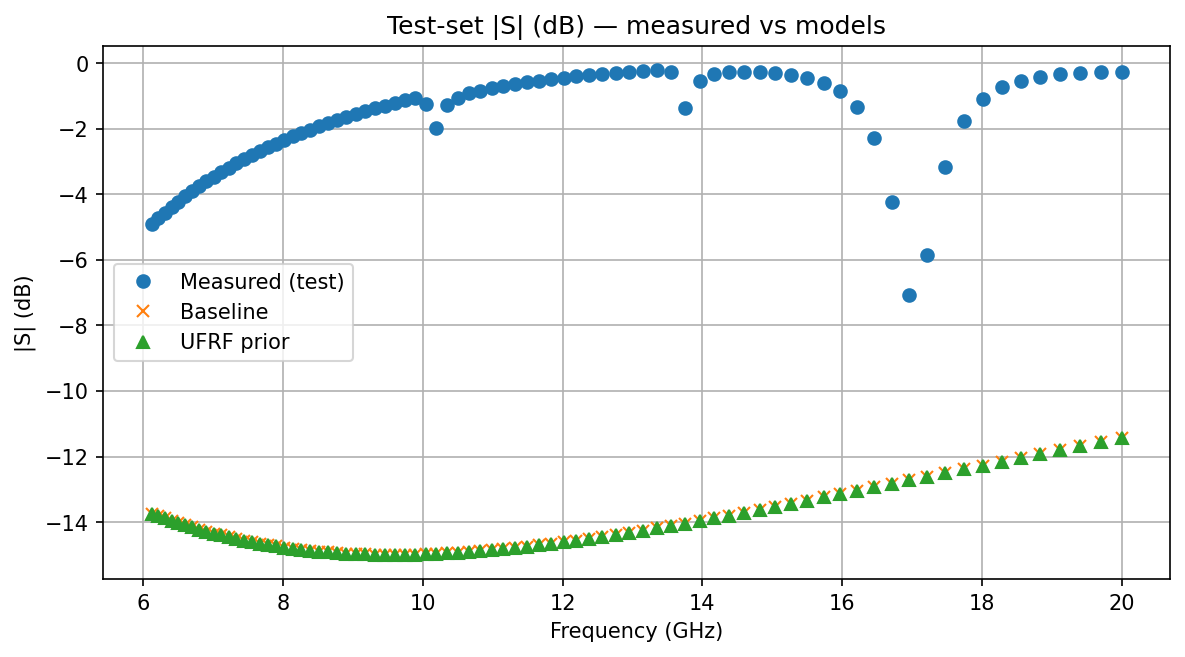 Test-set |S| (dB) — measured vs models
|S| (dB)
0
−2
−4
−6
−8
−10
−12
−14
Measured (test)
Baseline
UFRF prior
6
8
10
12
14
16
18
20
Frequency (GHz)